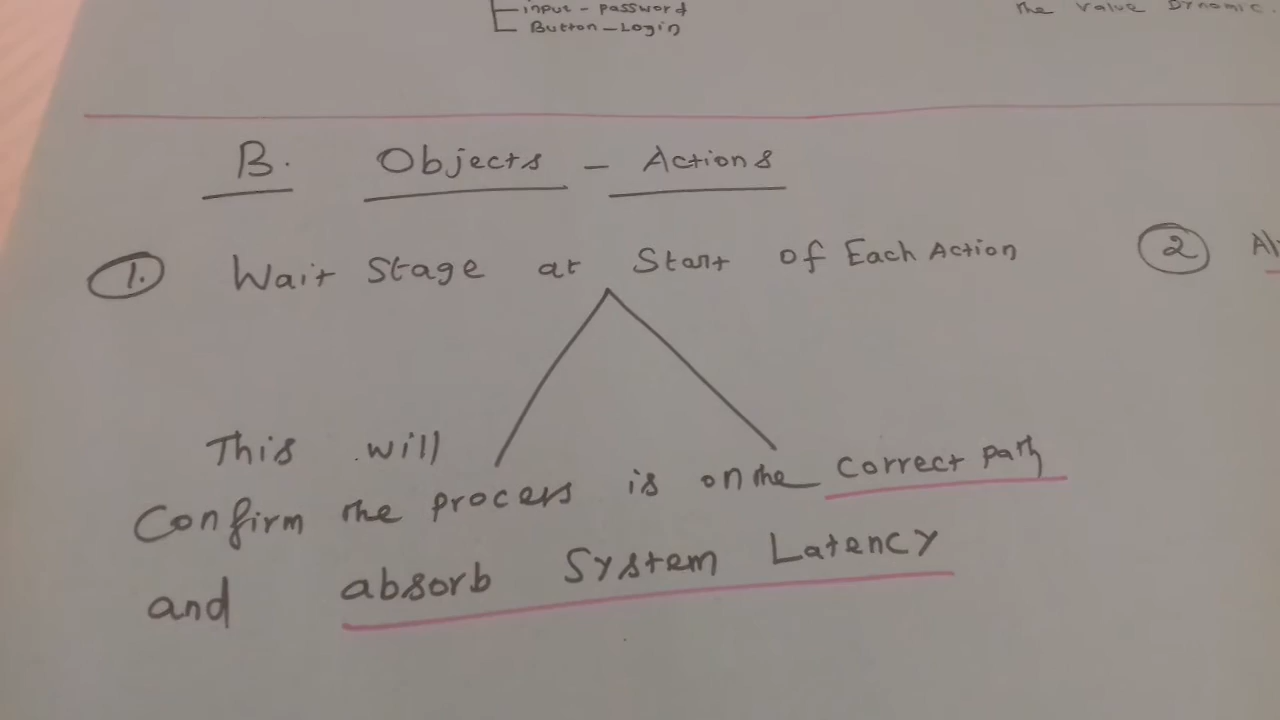 input - password
Button - Login
The value Dynamic.
B. Objects - Actions
1. Wait Stage at Start of Each Action
2
This will
Confirm the process is on the correct path
and absorb System Latency